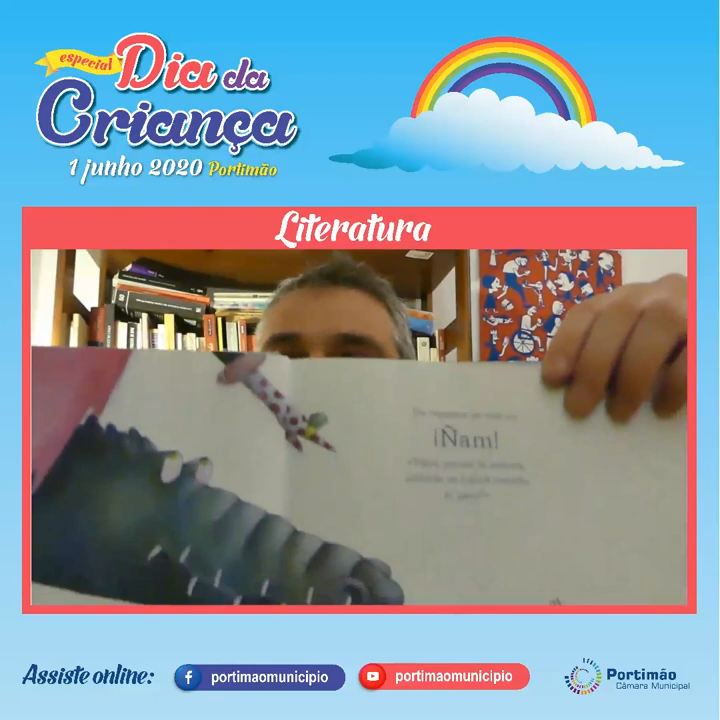 especial
Dia da
Criança
1 junho 2020 Portimão
Literatura
¡Ñam!
Assiste online:
portimaomunicipio
portimaomunicipio
Portimão
Câmara Municipal